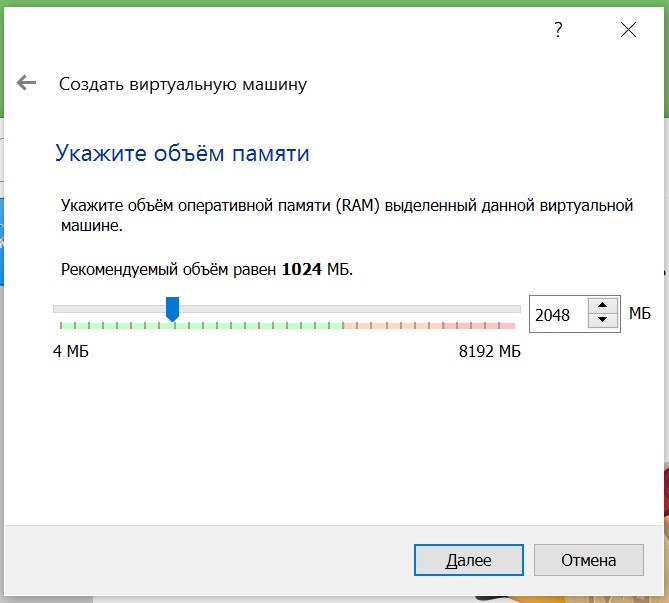 ?
Создать виртуальную машину
Укажите объём памяти
Укажите объём оперативной памяти (RAM) выделенный данной виртуальной
машине.
Рекомендуемый объём равен 1024 МБ.
2048 МБ
4 МБ 8192 МБ
Далее Отмена